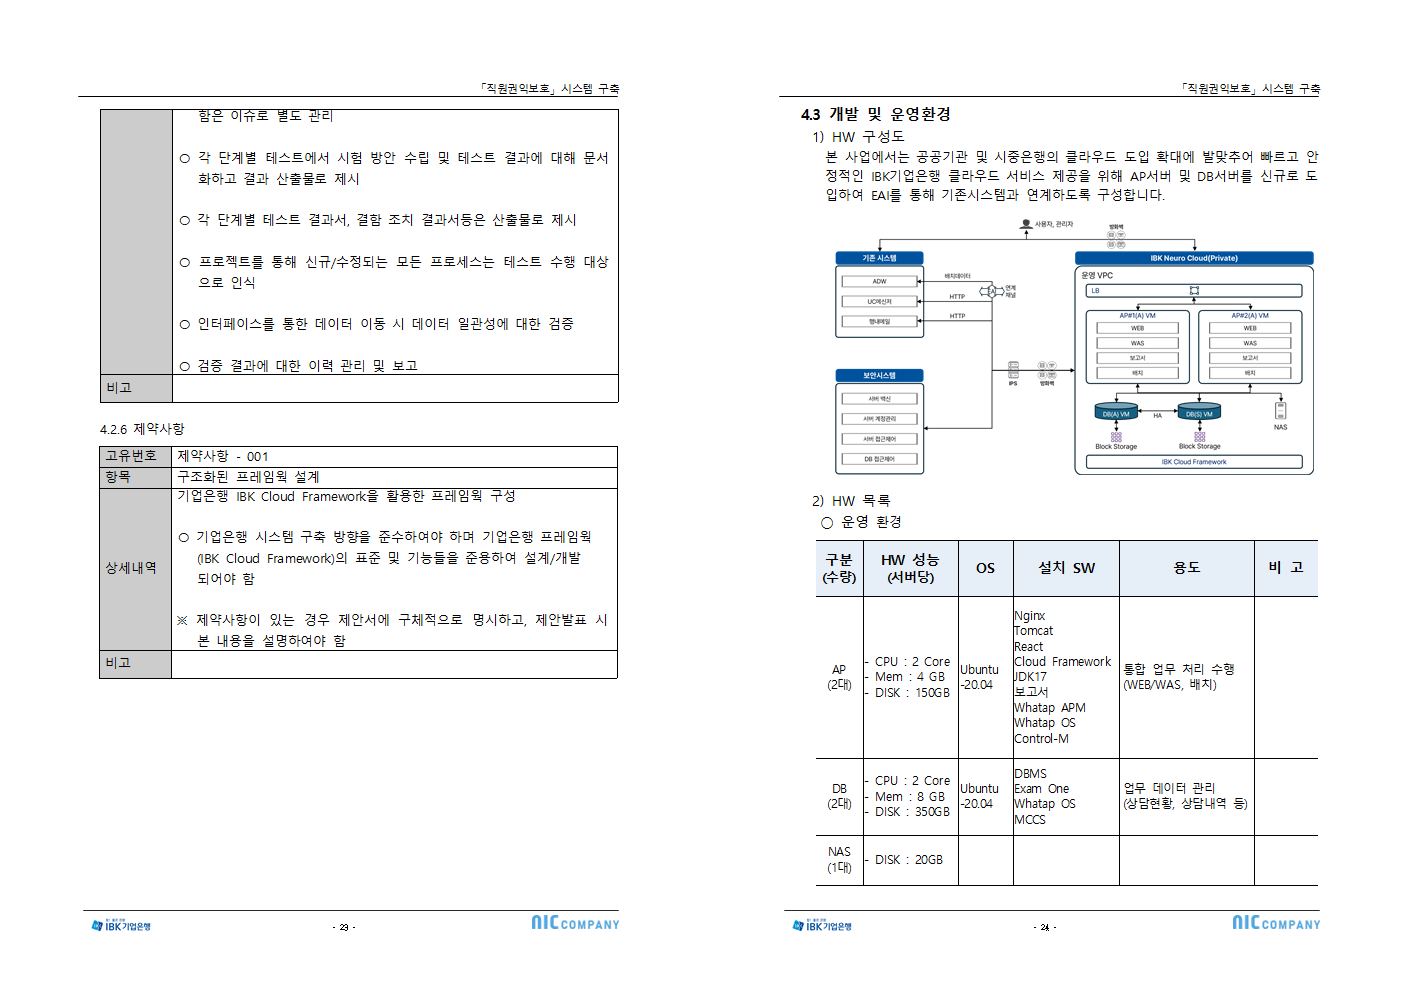 「직원권익보호」시스템 구축
함은 이슈로 별도 관리
○ 각 단계별 테스트에서 시험 방안 수립 및 테스트 결과에 대해 문서
화하고 결과 산출물로 제시
○ 각 단계별 테스트 결과서, 결함 조치 결과서등은 산출물로 제시
○ 프로젝트를 통해 신규/수정되는 모든 프로세스는 테스트 수행 대상
으로 인식
○ 인터페이스를 통한 데이터 이동 시 데이터 일관성에 대한 검증
○ 검증 결과에 대한 이력 관리 및 보고
비고
4.2.6 제약사항
고유번호 제약사항 - 001
항목 구조화된 프레임웍 설계
상세내역
기업은행 IBK Cloud Framework을 활용한 프레임웍 구성
○ 기업은행 시스템 구축 방향을 준수하여야 하며 기업은행 프레임웍
(IBK Cloud Framework)의 표준 및 기능들을 준용하여 설계/개발
되어야 함
※ 제약사항이 있는 경우 제안서에 구체적으로 명시하고, 제안발표 시
본 내용을 설명하여야 함
비고
IBK기업은행
- 23 -
NIC COMPANY
「직원권익보호」시스템 구축
4.3 개발 및 운영환경
1) HW 구성도
본 사업에서는 공공기관 및 시중은행의 클라우드 도입 확대에 발맞추어 빠르고 안
정적인 IBK기업은행 클라우드 서비스 제공을 위해 AP서버 및 DB서버를 신규로 도
입하여 EAI를 통해 기존시스템과 연계하도록 구성합니다.
사용자, 관리자
방화벽
기존 시스템
ADW
UC메신저
행내메일
배치데이터
HTTP
HTTP
연계
채널
보안시스템
서버 백신
서버 계정관리
서버 접근제어
DB 접근제어
IPS
방화벽
IBK Neuro Cloud(Private)
운영 VPC
LB
AP#1(A) VM
WEB
WAS
보고서
배치
AP#2(A) VM
WEB
WAS
보고서
배치
DB(A) VM
HA
DB(S) VM
NAS
Block Storage
Block Storage
IBK Cloud Framework
2) HW 목록
○ 운영 환경
구분
(수량)
HW 성능
(서버당)
OS
설치 SW
용도
비 고
AP
(2대)
- CPU : 2 Core
- Mem : 4 GB
- DISK : 150GB
Ubuntu
-20.04
Nginx
Tomcat
React
Cloud Framework
JDK17
보고서
Whatap APM
Whatap OS
Control-M
통합 업무 처리 수행
(WEB/WAS, 배치)
DB
(2대)
- CPU : 2 Core
- Mem : 8 GB
- DISK : 350GB
Ubuntu
-20.04
DBMS
Exam One
Whatap OS
MCCS
업무 데이터 관리
(상담현황, 상담내역 등)
NAS
(1대)
- DISK : 20GB
IBK기업은행
- 24 -
NIC COMPANY